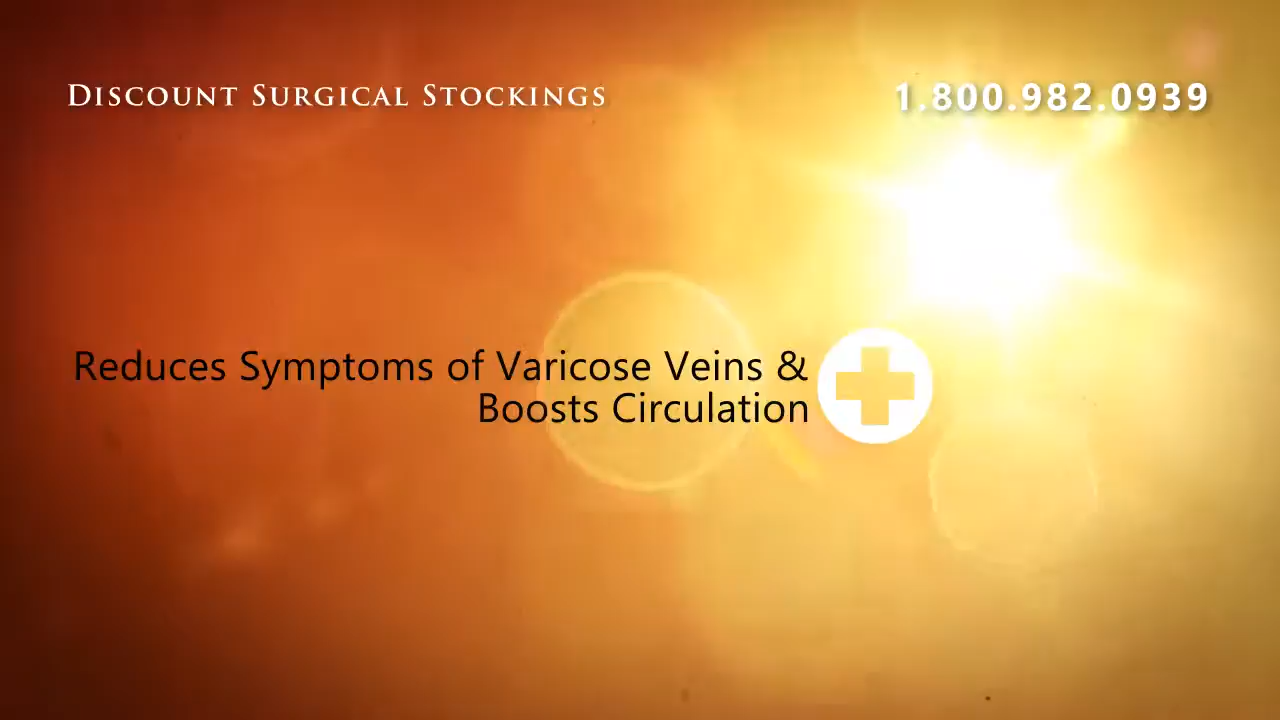 Discount Surgical Stockings
1.800.982.0939
Reduces Symptoms of Varicose Veins &
Boosts Circulation